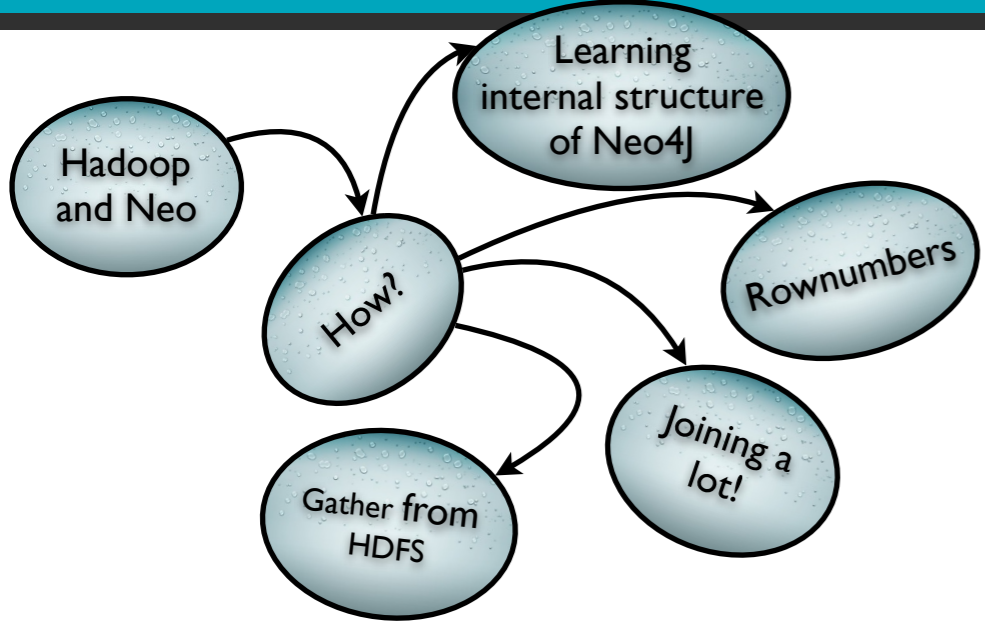 Learning
internal structure
of Neo4J
Hadoop
and Neo
How?
Rownumbers
Joining a
lot!
Gather from
HDFS